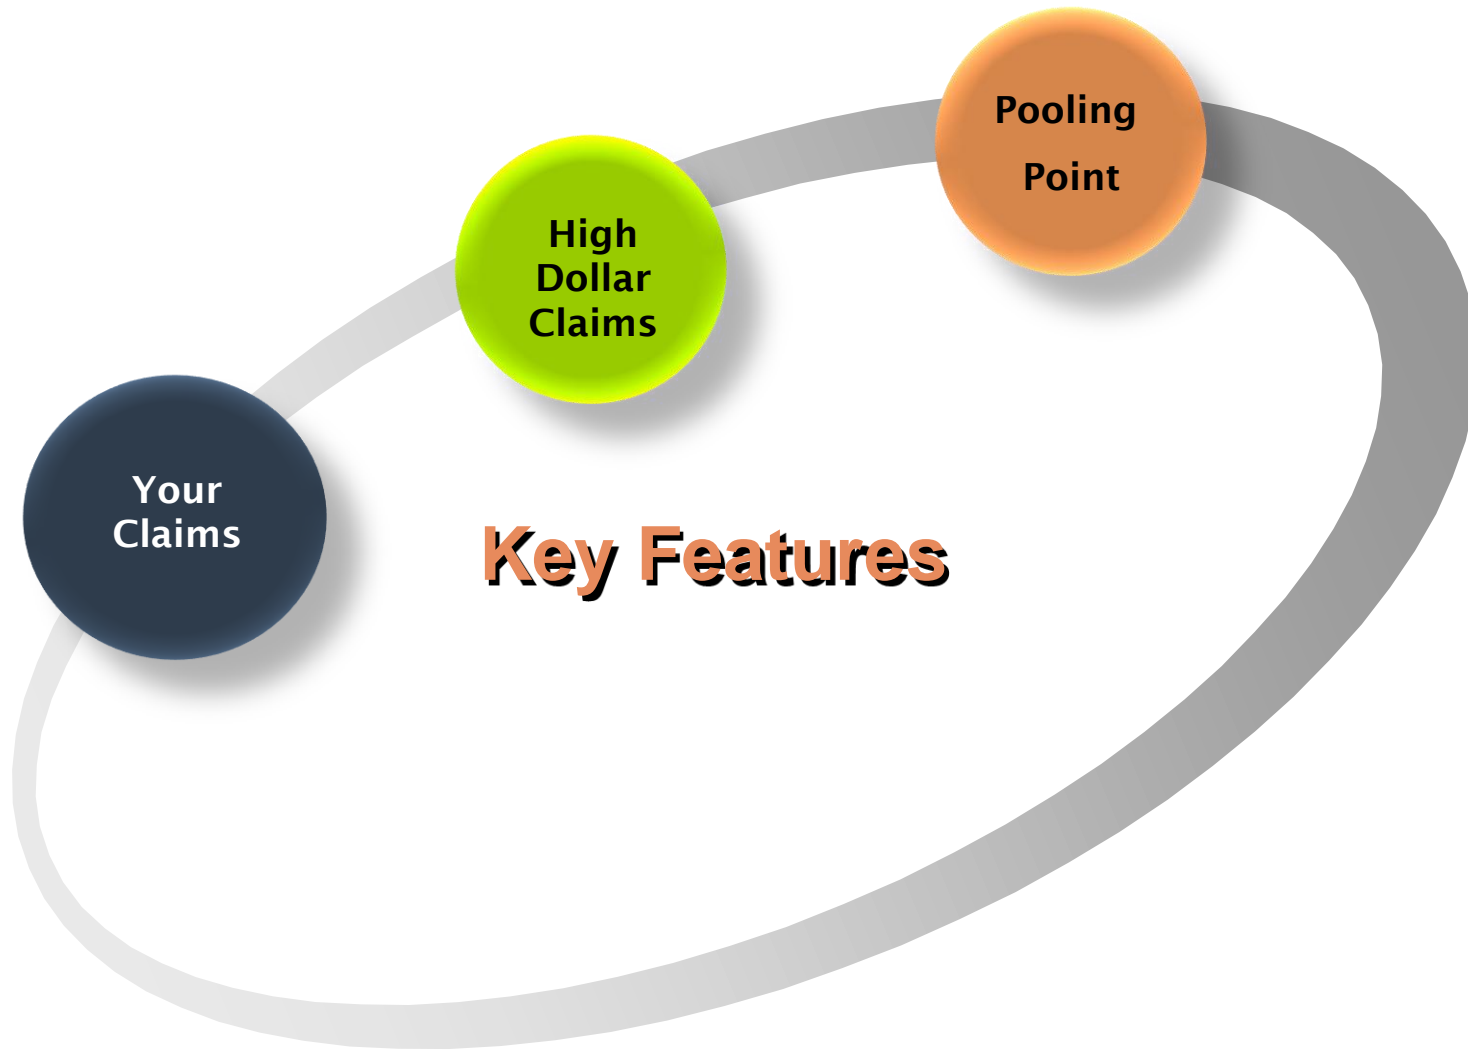 Pooling
Point
High
Dollar
Claims
Your
Claims
Key Features